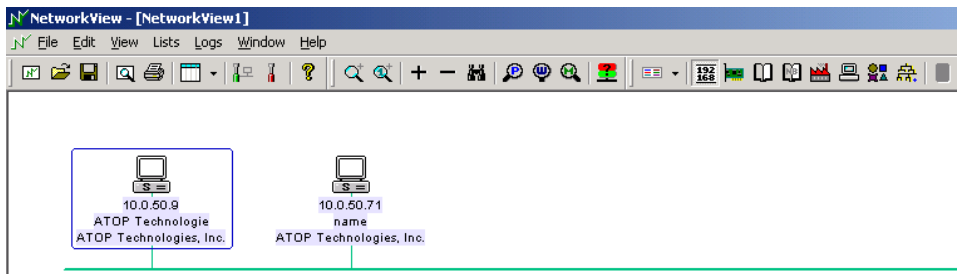 NetworkView - [NetworkView1]
File Edit View Lists Logs Window Help
192
168
NB
S
10.0.50.9
ATOP Technologie
ATOP Technologies, Inc.
S
10.0.50.71
name
ATOP Technologies, Inc.